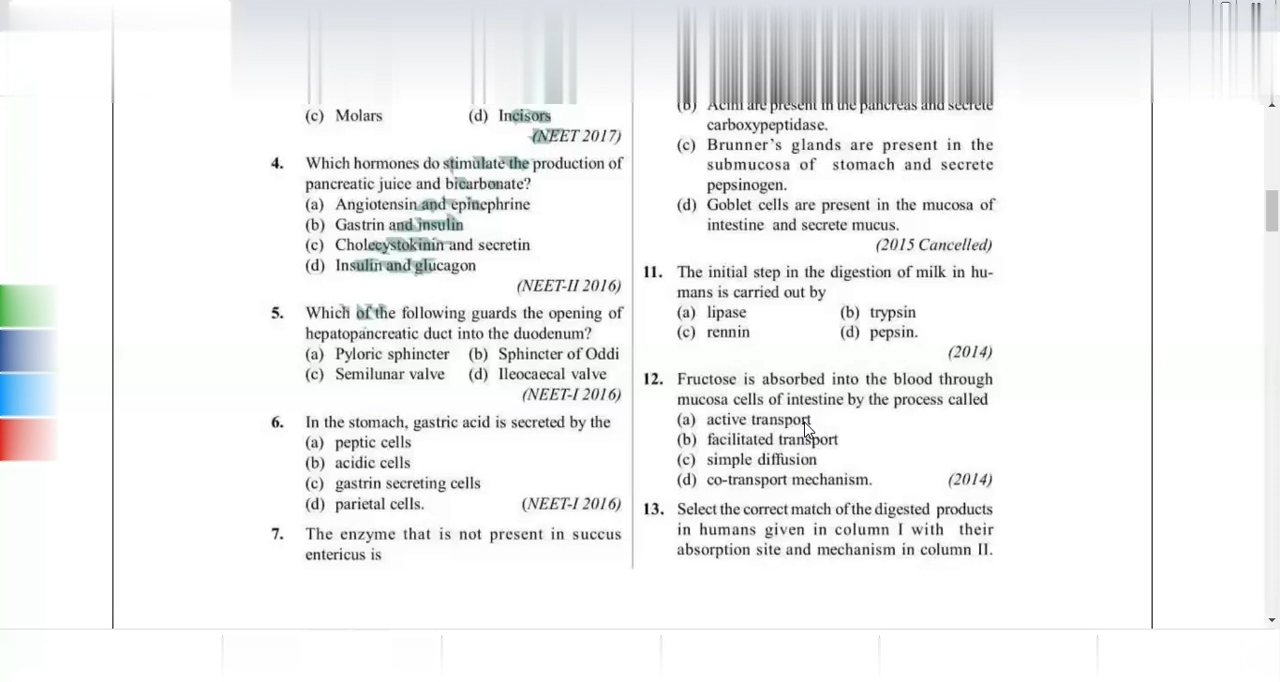 (c) Molars (d) Incisors
(NEET 2017)
4. Which hormones do stimulate the production of
pancreatic juice and bicarbonate?
(a) Angiotensin and epinephrine
(b) Gastrin and insulin
(c) Cholecystokinin and secretin
(d) Insulin and glucagon
(NEET-II 2016)
5. Which of the following guards the opening of
hepatopancreatic duct into the duodenum?
(a) Pyloric sphincter (b) Sphincter of Oddi
(c) Semilunar valve (d) Ileocaecal valve
(NEET-I 2016)
6. In the stomach, gastric acid is secreted by the
(a) peptic cells
(b) acidic cells
(c) gastrin secreting cells
(d) parietal cells. (NEET-I 2016)
7. The enzyme that is not present in succus
entericus is
(b) Acini are present in the pancreas and secrete
carboxypeptidase.
(c) Brunner's glands are present in the
submucosa of stomach and secrete
pepsinogen.
(d) Goblet cells are present in the mucosa of
intestine and secrete mucus.
(2015 Cancelled)
11. The initial step in the digestion of milk in hu-
mans is carried out by
(a) lipase (b) trypsin
(c) rennin (d) pepsin.
(2014)
12. Fructose is absorbed into the blood through
mucosa cells of intestine by the process called
(a) active transport
(b) facilitated transport
(c) simple diffusion
(d) co-transport mechanism. (2014)
13. Select the correct match of the digested products
in humans given in column I with their
absorption site and mechanism in column II.